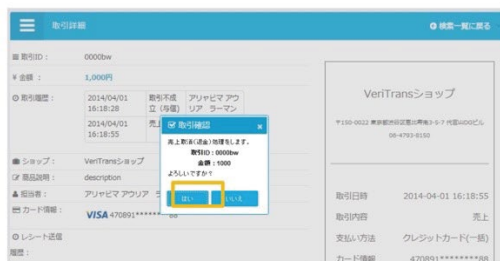 取引詳細
検索一覧に戻る
取引ID：
0000bw
¥ 金額 ：
1,000円
取引履歴：
2014/04/01 16:18:28
取引不成立（与信）
アリャビマ アウリア ラーマン
2014/04/01 16:18:55
売上
取引確認
×
売上取消(返金)処理をします。
取引ID：0000bw
金額：1000
よろしいですか？
はい
いいえ
ショップ：
VeriTransショップ
商品説明：
description
担当者：
アリャビマ アウリア
カード情報：
VISA 470891********88
レシート送信履歴：
VeriTransショップ
〒150-0022
取引日時
2014-04-01 16:18:55
取引内容
売上
支払い方法
クレジットカード(一括)
カード情報
470891********88